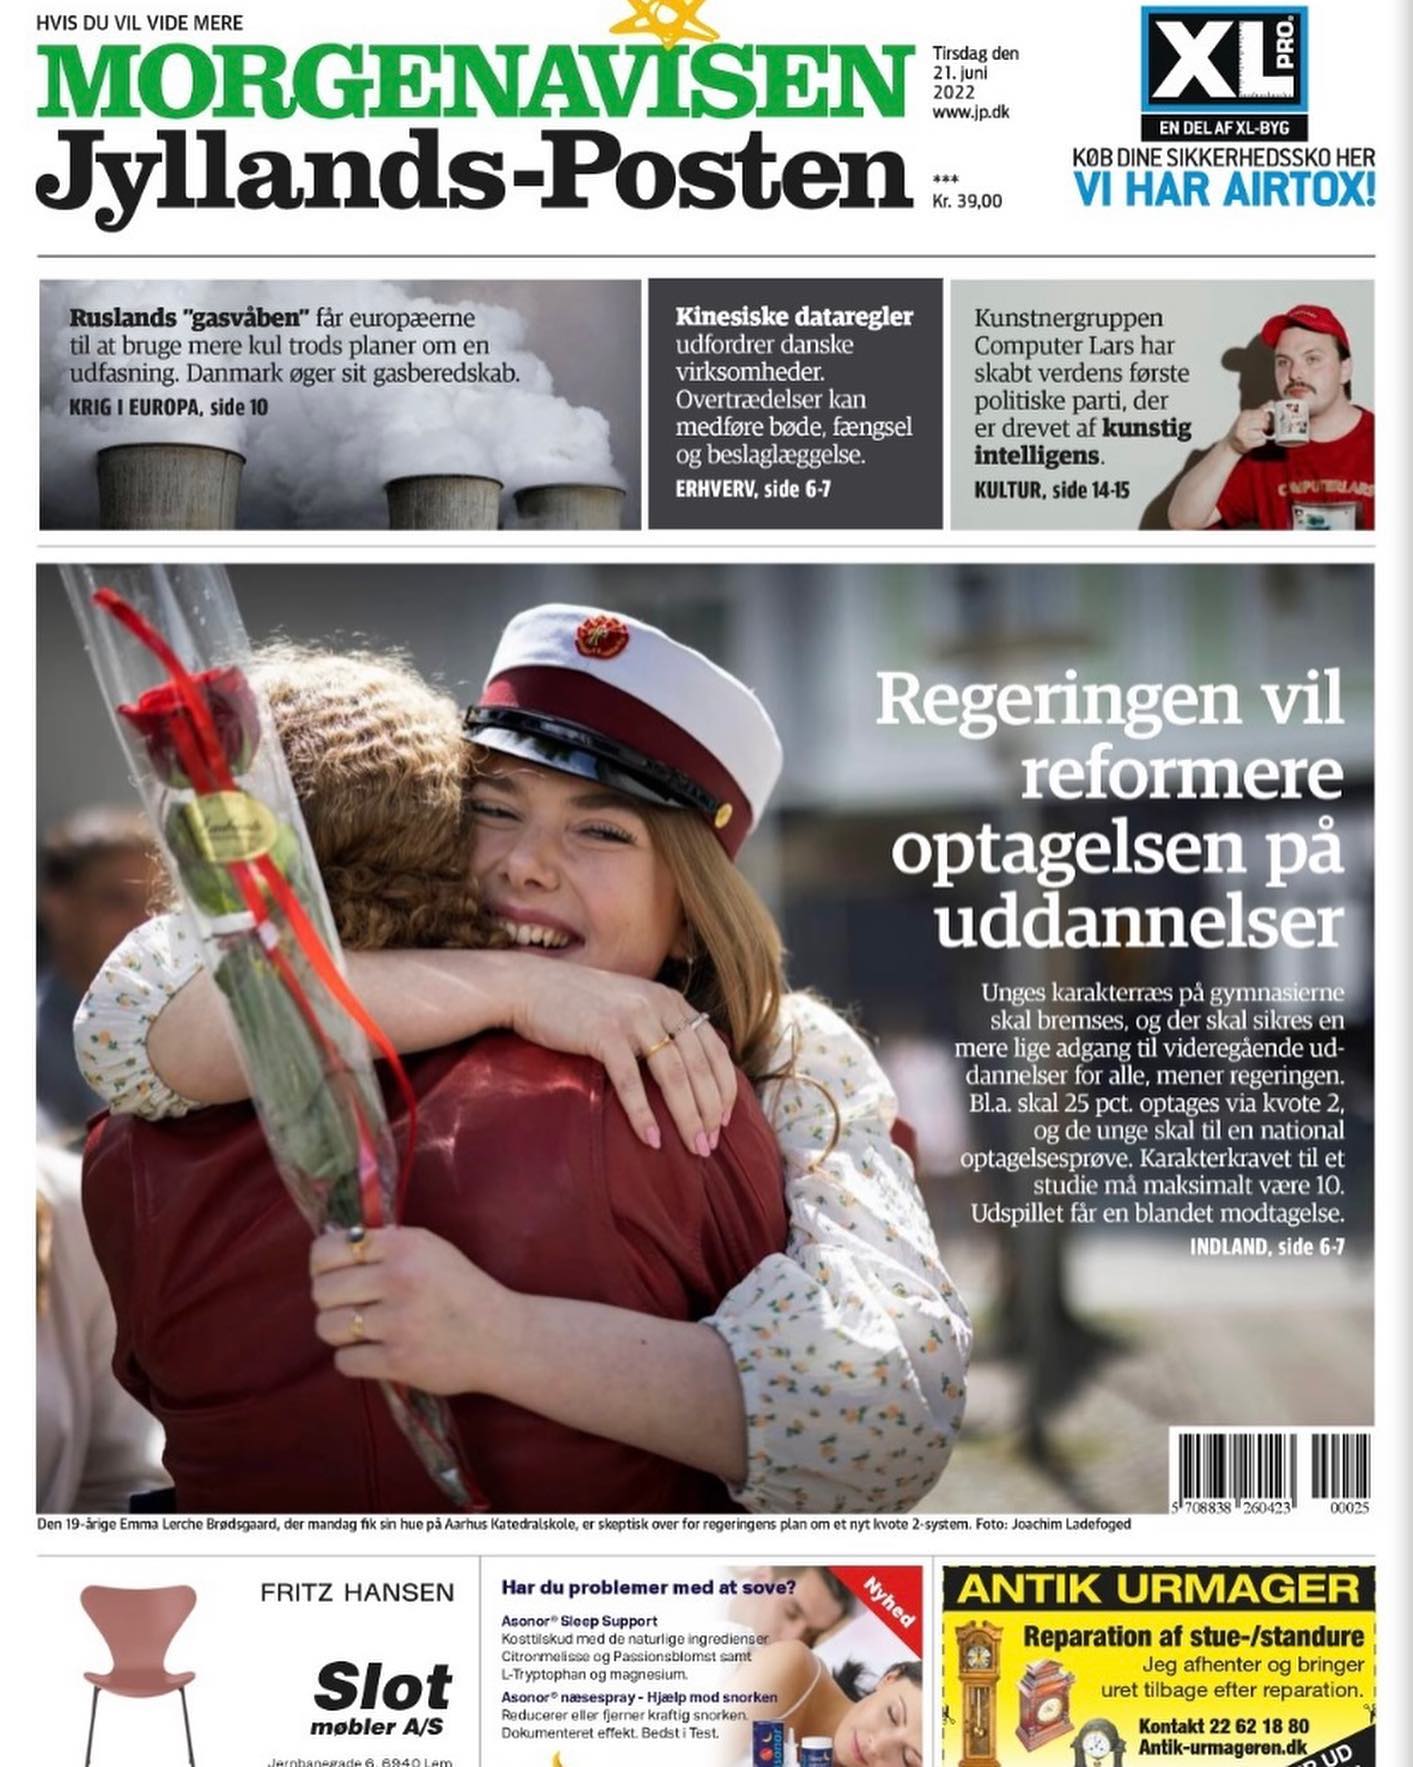 HVIS DU VIL VIDE MERE
MORGENAVISEN
Jyllands-Posten
Tirsdag den
21. juni
2022
www.jp.dk
***
Kr. 39,00
XL PRO.
EN DEL AF XL-BYG
KØB DINE SIKKERHEDSSKO HER
VI HAR AIRTOX!
Ruslands "gasvåben" får europæerne
til at bruge mere kul trods planer om en
udfasning. Danmark øger sit gasberedskab.
KRIG I EUROPA, side 10
Kinesiske dataregler
udfordrer danske
virksomheder.
Overtrædelser kan
medføre bøde, fængsel
og beslaglæggelse.
ERHVERV, side 6-7
Kunstnergruppen
Computer Lars har
skabt verdens første
politiske parti, der
er drevet af kunstig
intelligens.
KULTUR, side 14-15
Regeringen vil
reformere
optagelsen på
uddannelser
Unges karakterræs på gymnasierne
skal bremses, og der skal sikres en
mere lige adgang til videregående ud-
dannelser for alle, mener regeringen.
Bl.a. skal 25 pct. optages via kvote 2,
og de unge skal til en national
optagelsesprøve. Karakterkravet til et
studie må maksimalt være 10.
Udspillet får en blandet modtagelse.
INDLAND, side 6-7
5 708838 260423 00025
Den 19-årige Emma Lerche Brødsgaard, der mandag fik sin hue på Aarhus Katedralskole, er skeptisk over for regeringens plan om et nyt kvote 2-system. Foto: Joachim Ladefoged
FRITZ HANSEN
Slot
møbler A/S
Jernbanegade 6, 6940 Lem
Har du problemer med at sove?
Nyhed
Asonor® Sleep Support
Kosttilskud med de naturlige ingredienser
Citronmelisse og Passionsblomst samt
L-Tryptophan og magnesium.
Asonor® næsespray - Hjælp mod snorken
Reducerer eller fjerner kraftig snorken.
Dokumenteret effekt. Bedst i Test.
ANTIK URMAGER
Reparation af stue-/standure
Jeg afhenter og bringer
uret tilbage efter reparation.
Kontakt 22 62 18 80
Antik-urmageren.dk